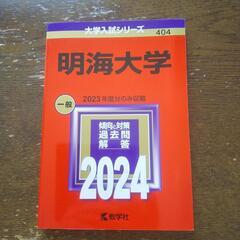 大学入試シリーズ
404
明海大学
一般
2023年度分のみ収載
傾向と対策
過去問
解答
2024
教学社